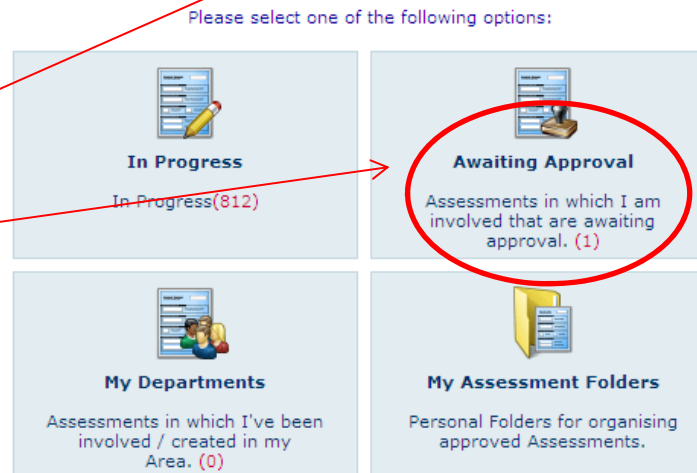 Please select one of the following options:
In Progress
In Progress(812)
Awaiting Approval
Assessments in which I am
involved that are awaiting
approval. (1)
My Departments
Assessments in which I've been
involved / created in my
Area. (0)
My Assessment Folders
Personal Folders for organising
approved Assessments.